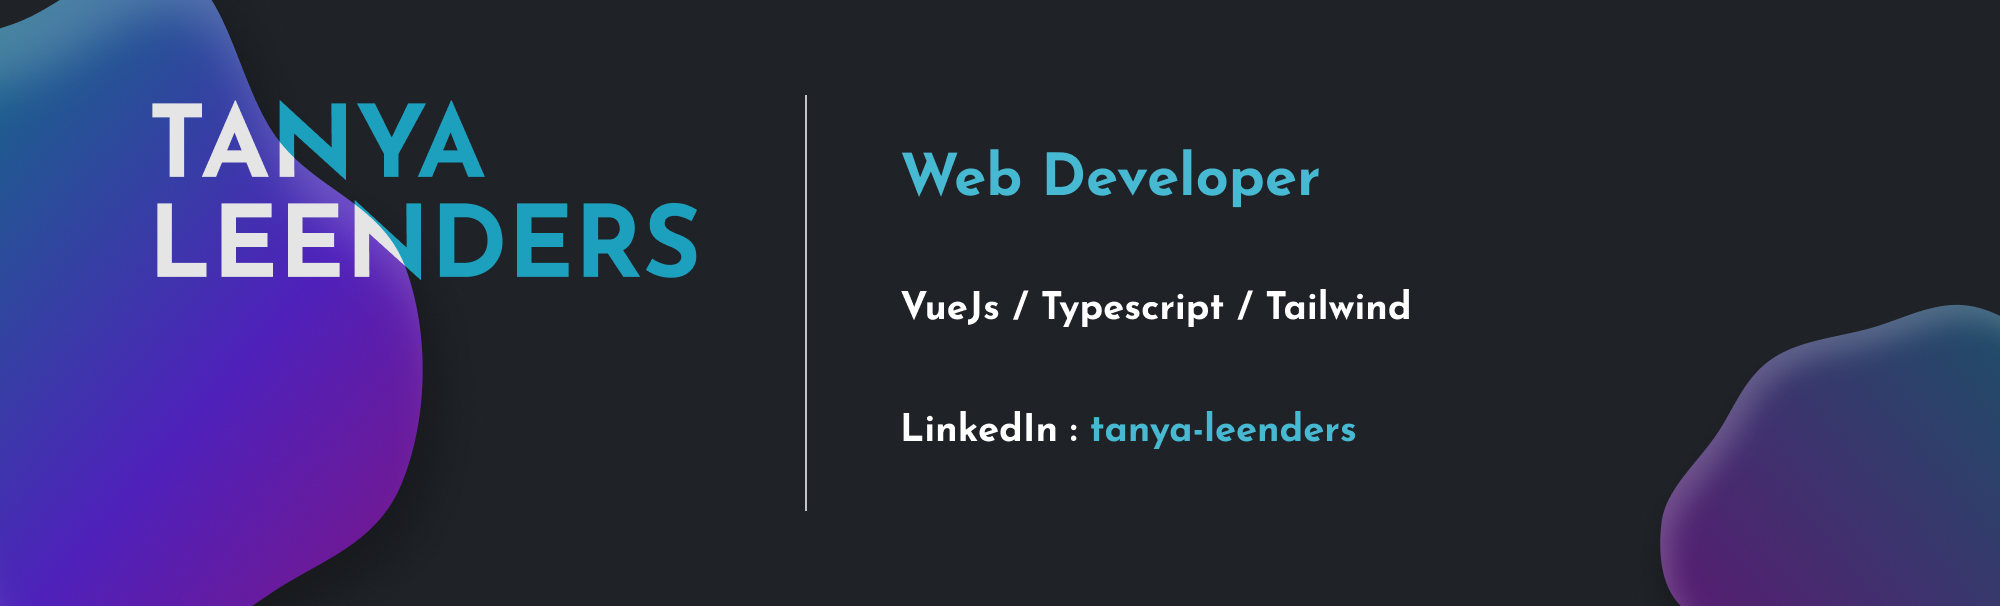 TANYA
LEENDERS
Web Developer
VueJs / Typescript / Tailwind
LinkedIn : tanya-leenders